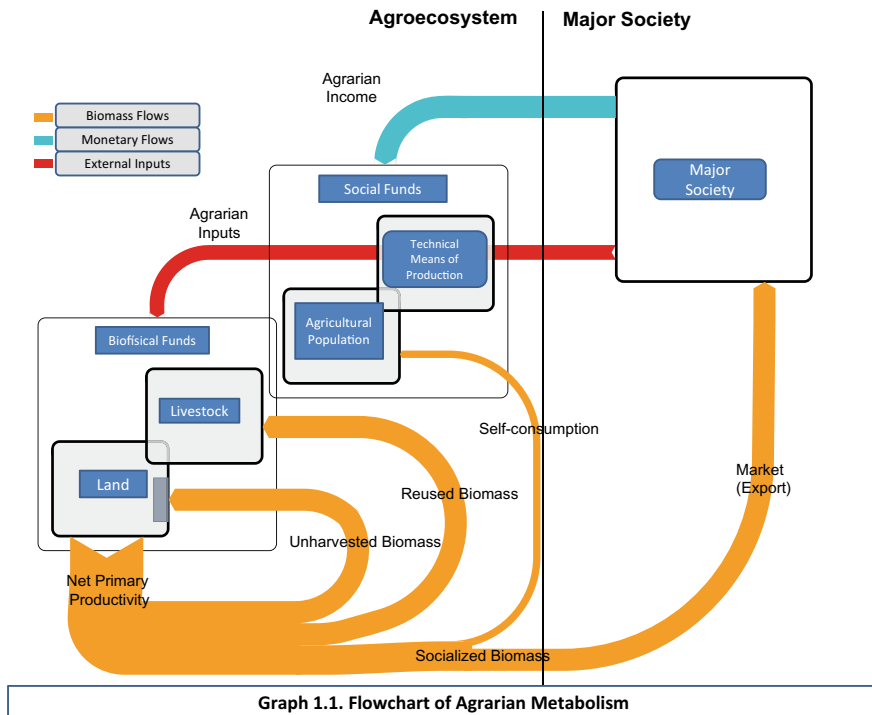 Agroecosystem
Major Society
Agrarian
Income
Biomass Flows
Monetary Flows
External Inputs
Major
Society
Social Funds
Agrarian
Inputs
Technical
Means of
Production
Agricultural
Population
Biofisical Funds
Livestock
Self-consumption
Market
(Export)
Land
Reused Biomass
Unharvested Biomass
Net Primary
Productivity
Socialized Biomass
Graph 1.1. Flowchart of Agrarian Metabolism